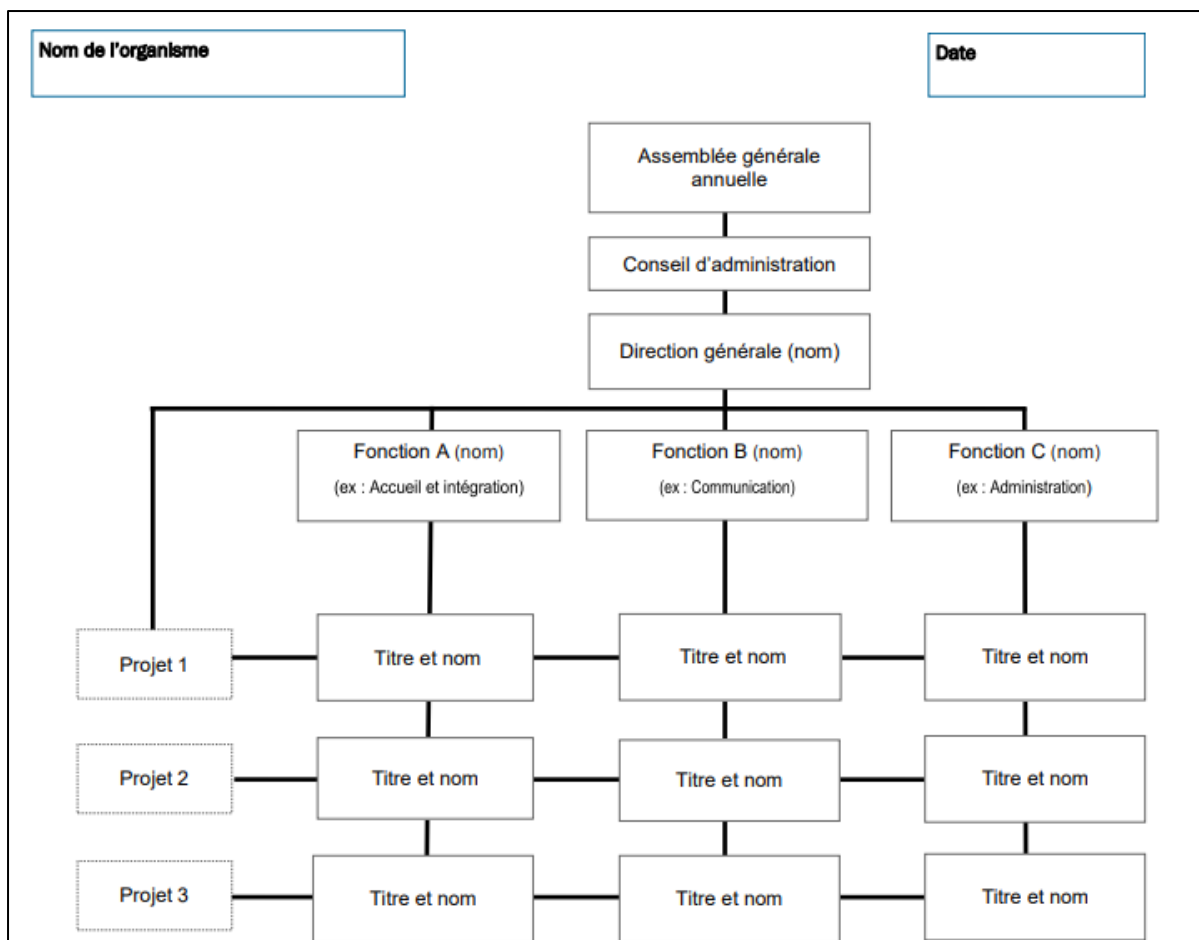 Nom de l'organisme
Date
Assemblée générale
annuelle
Conseil d'administration
Direction générale (nom)
Fonction A (nom)
(ex : Accueil et intégration)
Fonction B (nom)
(ex : Communication)
Fonction C (nom)
(ex : Administration)
Projet 1
Titre et nom
Titre et nom
Titre et nom
Projet 2
Titre et nom
Titre et nom
Titre et nom
Projet 3
Titre et nom
Titre et nom
Titre et nom